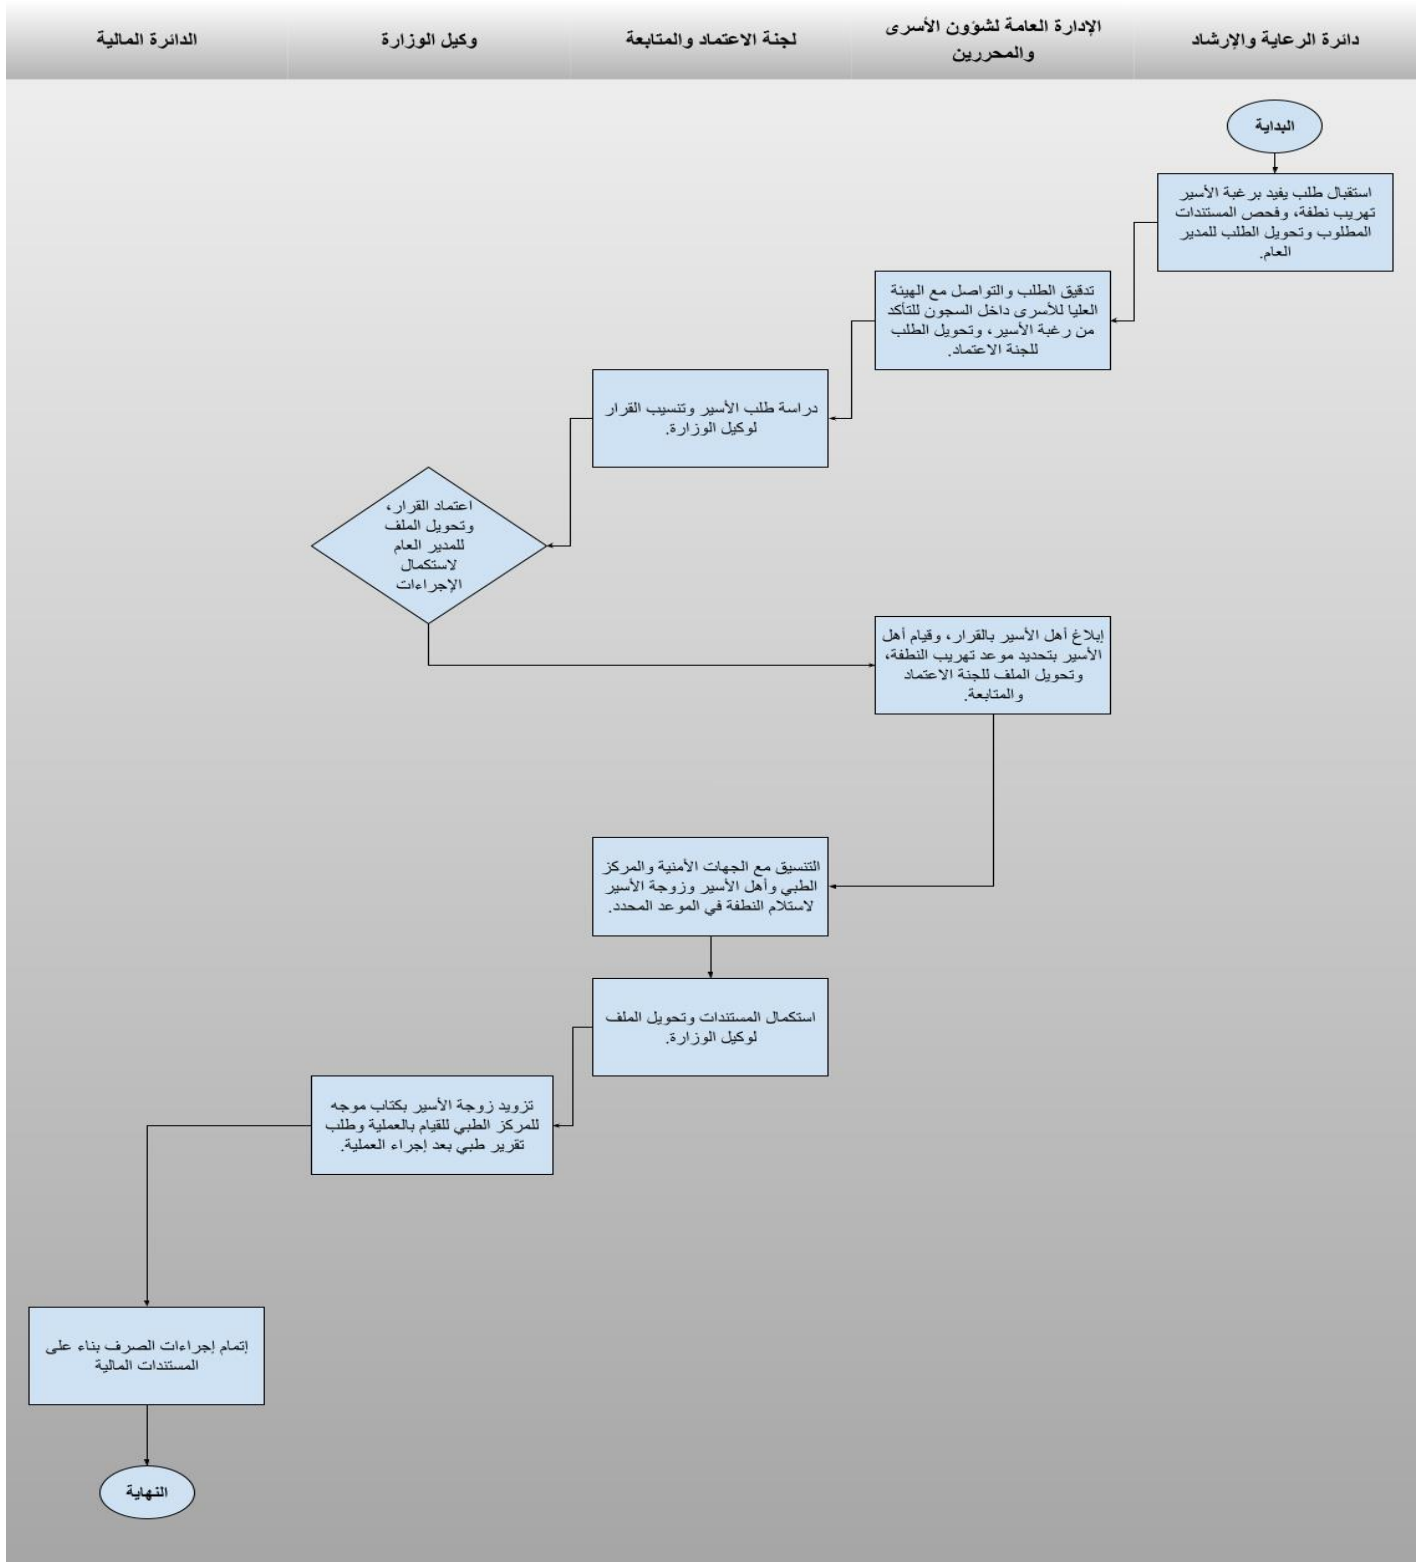 دائرة الرعاية والإرشاد
الإدارة العامة لشؤون الأسرى
والمحررين
لجنة الاعتماد والمتابعة
وكيل الوزارة
الدائرة المالية
البداية
استقبال طلب يفيد برغبة الأسير
تهريب نطفة، وفحص المستندات
المطلوب وتحويل الطلب للمدير
العام.
تدقيق الطلب والتواصل مع الهيئة
العليا للأسرى داخل السجون للتأكد
من رغبة الأسير، وتحويل الطلب
للجنة الاعتماد.
دراسة طلب الأسير وتنسيب القرار
لوكيل الوزارة.
اعتماد القرار،
وتحويل الملف
للمدير العام
لاستكمال
الإجراءات
إبلاغ أهل الأسير بالقرار، وقيام أهل
الأسير بتحديد موعد تهريب النطفة،
وتحويل الملف للجنة الاعتماد
والمتابعة.
التنسيق مع الجهات الأمنية والمركز
الطبي وأهل الأسير وزوجة الأسير
لاستلام النطفة في الموعد المحدد.
استكمال المستندات وتحويل الملف
لوكيل الوزارة.
تزويد زوجة الأسير بكتاب موجه
للمركز الطبي للقيام بالعملية وطلب
تقرير طبي بعد إجراء العملية.
إتمام إجراءات الصرف بناء على
المستندات المالية
النهاية